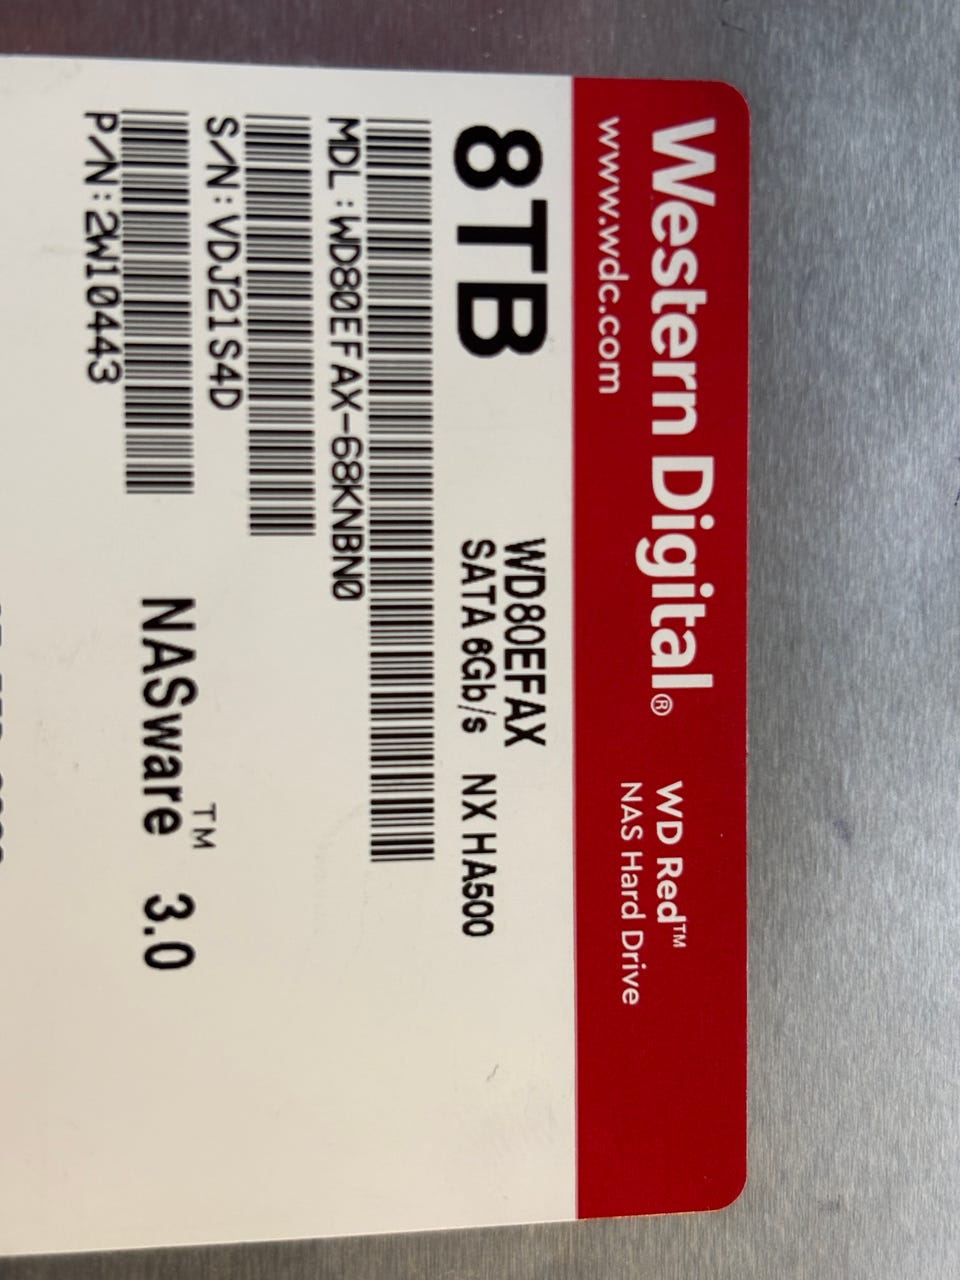 Western Digital®
WD Red™
www.wdc.com
NAS Hard Drive
8TB
WD80EFAX
SATA 6Gb/s NX HA500
MDL:WD80EFAX-68KNBN0
S/N:VDJ21S4D
P/N:2W10443
NASware™ 3.0